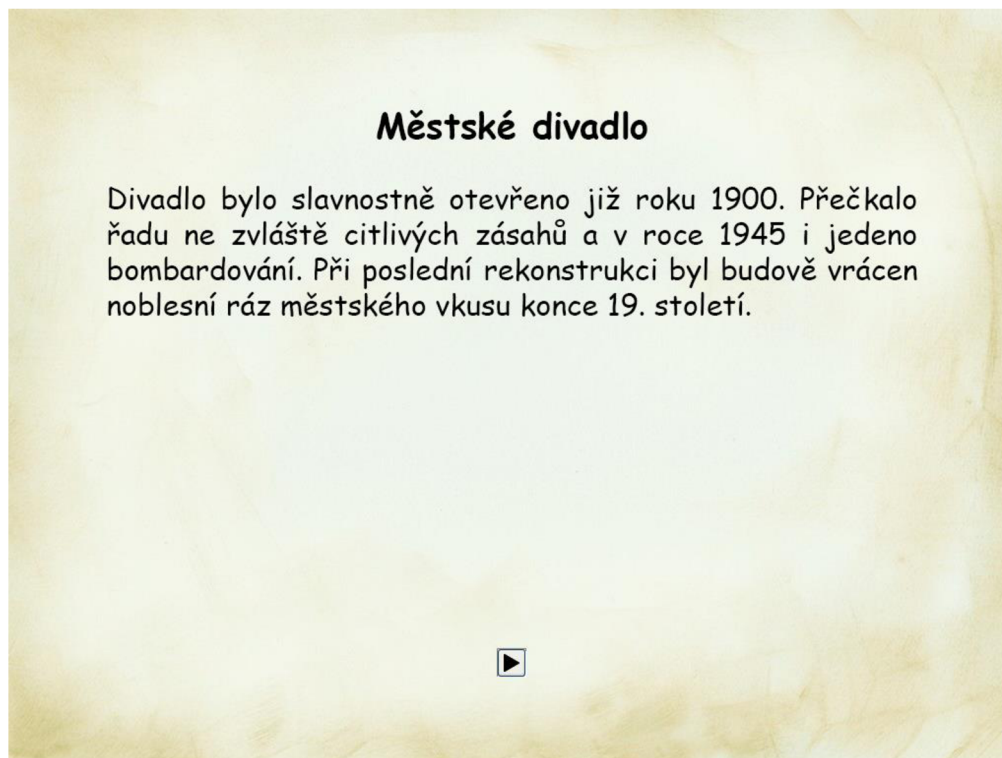 Městské divadlo
Divadlo bylo slavnostně otevřeno již roku 1900. Přečkalo
řadu ne zvláště citlivých zásahů a v roce 1945 i jedeno
bombardování. Při poslední rekonstrukci byl budově vrácen
noblesní ráz městského vkusu konce 19. století.